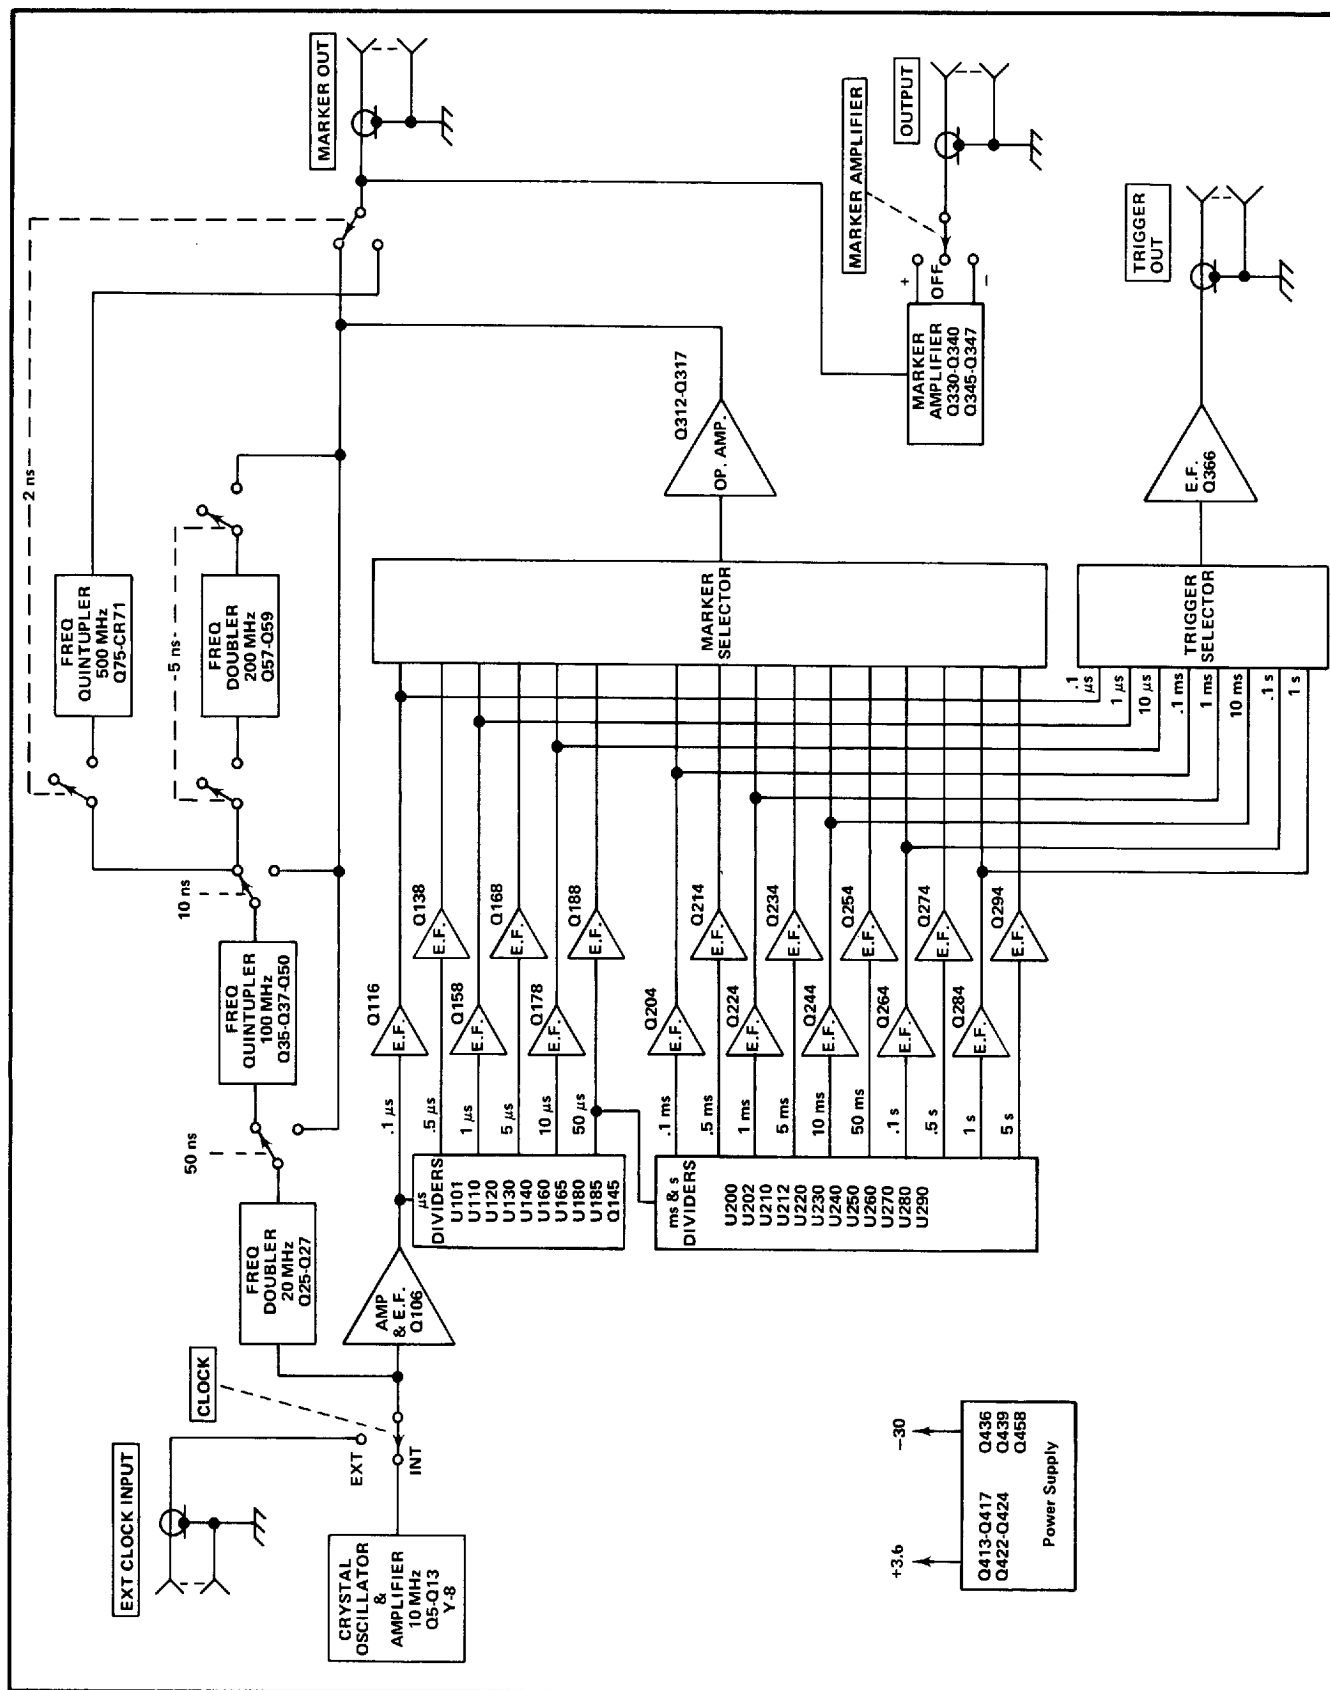 EXT CLOCK INPUT
CRYSTAL
OSCILLATOR
&
AMPLIFIER
10 MHz
Q5-Q13
Y-8
EXT
INT
CLOCK
FREQ
DOUBLER
20 MHz
Q25-Q27
50 ns
FREQ
QUINTUPLER
100 MHz
Q35-Q37-Q50
10 ns
FREQ
QUINTUPLER
500 MHz
Q75-CR71
2 ns
FREQ
DOUBLER
200 MHz
Q57-Q59
5 ns
MARKER OUT
AMP
& E.F.
Q106
μs
DIVIDERS
U101
U110
U120
U130
U140
U160
U165
U180
U185
Q145
.1 μs
.5 μs
1 μs
5 μs
10 μs
50 μs
E.F.
Q116
E.F.
Q138
E.F.
Q158
E.F.
Q168
E.F.
Q178
E.F.
Q188
ms & s
DIVIDERS
U200
U202
U210
U212
U220
U230
U240
U250
U260
U270
U280
U290
.1 ms
.5 ms
1 ms
5 ms
10 ms
50 ms
.1 s
.5 s
1 s
5 s
E.F.
Q204
E.F.
Q214
E.F.
Q224
E.F.
Q234
E.F.
Q244
E.F.
Q254
E.F.
Q264
E.F.
Q274
E.F.
Q284
E.F.
Q294
MARKER
SELECTOR
OP. AMP.
Q312-Q317
MARKER
AMPLIFIER
Q330-Q340
Q345-Q347
+
OFF
−
MARKER AMPLIFIER
OUTPUT
.1
μs
1 μs
10 μs
.1 ms
1 ms
10 ms
.1 s
1 s
TRIGGER
SELECTOR
E.F.
Q366
TRIGGER
OUT
+3.6
−30
Q413-Q417
Q422-Q424
Q436
Q439
Q458
Power Supply